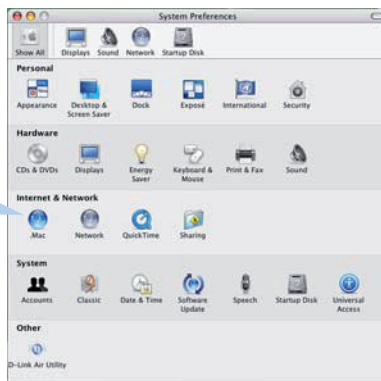 System Preferences
Show All Displays Sound Network Startup Disk
Personal
Appearance Desktop & Screen Saver Dock Exposé International Security
Hardware
CDs & DVDs Displays Energy Saver Keyboard & Mouse Print & Fax Sound
Internet & Network
.Mac Network QuickTime Sharing
System
Accounts Classic Date & Time Software Update Speech Startup Disk Universal Access
Other
D-Link Air Utility